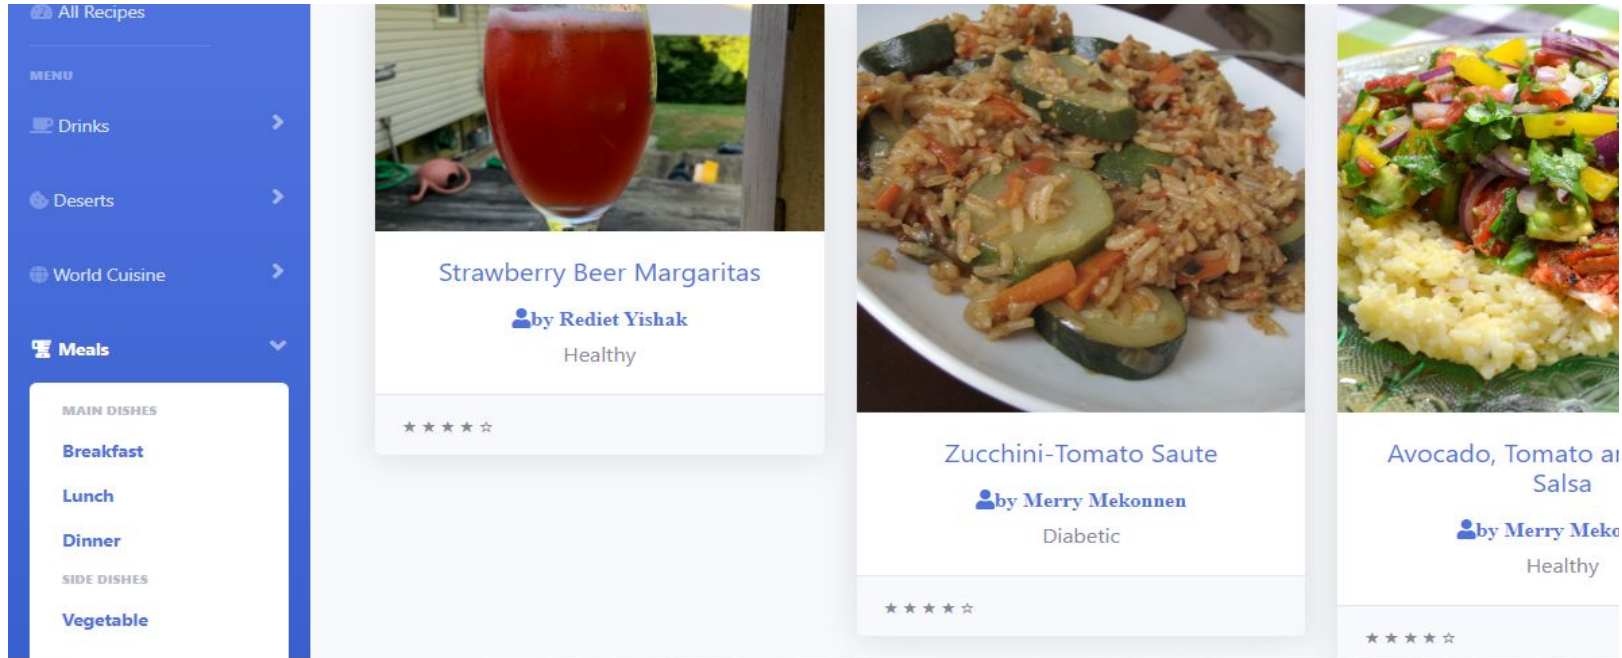 All Recipes
MENU
Drinks
Deserts
World Cuisine
Meals
MAIN DISHES
Breakfast
Lunch
Dinner
SIDE DISHES
Vegetable
Strawberry Beer Margaritas
by Rediet Yishak
Healthy
★★★★☆
Zucchini-Tomato Saute
by Merry Mekonnen
Diabetic
★★★★☆
Avocado, Tomato
Salsa
by Merry
Healthy
★★★★☆